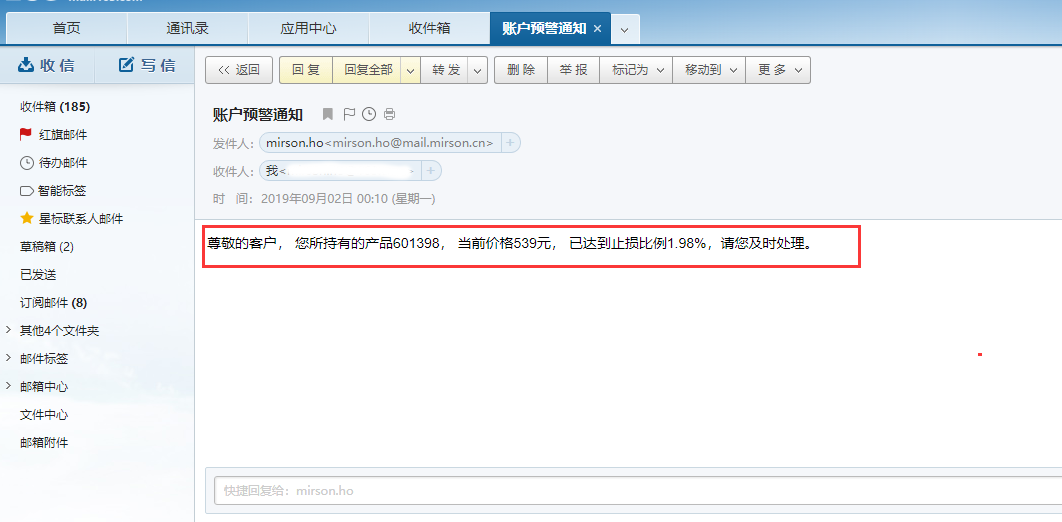 首页 通讯录 应用中心 收件箱 账户预警通知 ×
收信 写信
返回 回复 回复全部 转发 删除 举报 标记为 移动到 更多
收件箱 (185)
红旗邮件
待办邮件
智能标签
星标联系人邮件
草稿箱 (2)
已发送
订阅邮件 (8)
其他4个文件夹
邮件标签
邮箱中心
文件中心
邮箱附件
账户预警通知
发件人： mirson.ho<mirson.ho@mail.mirson.cn> +
收件人： 我< > +
时 间： 2019年09月02日 00:10 (星期一)
尊敬的客户， 您所持有的产品601398， 当前价格539元， 已达到止损比例1.98%，请您及时处理。
快捷回复给：mirson.ho